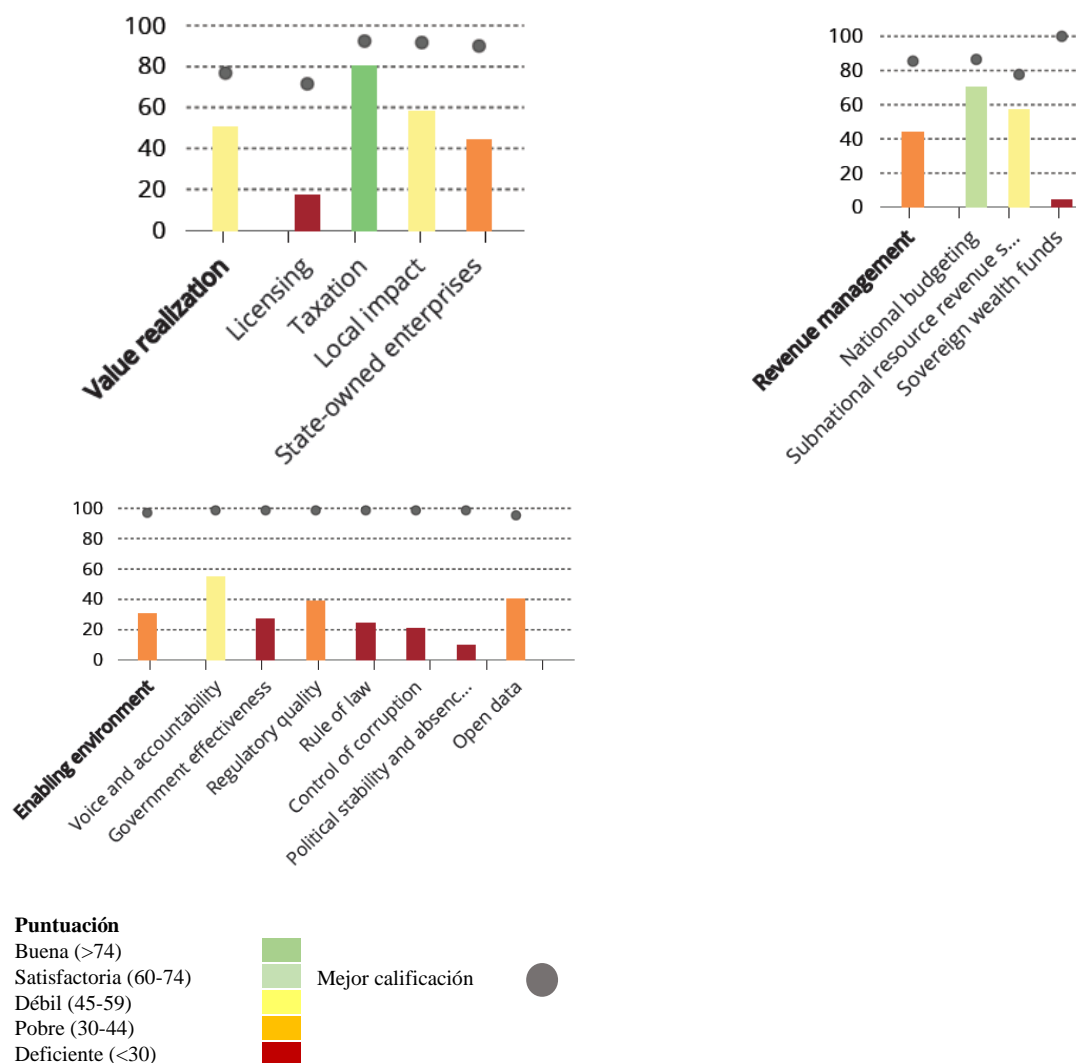 100
80
60
40
20
0
Value realization
Licensing
Taxation
Local impact
State-owned enterprises
100
80
60
40
20
0
Revenue management
National budgeting
Subnational resource revenue s...
Sovereign wealth funds
100
80
60
40
20
0
Enabling environment
Voice and accountability
Government effectiveness
Regulatory quality
Rule of law
Control of corruption
Political stability and absenc...
Open data
Puntuación
Buena (>74)
Satisfactoria (60-74) Mejor calificación
Débil (45-59)
Pobre (30-44)
Deficiente (<30)